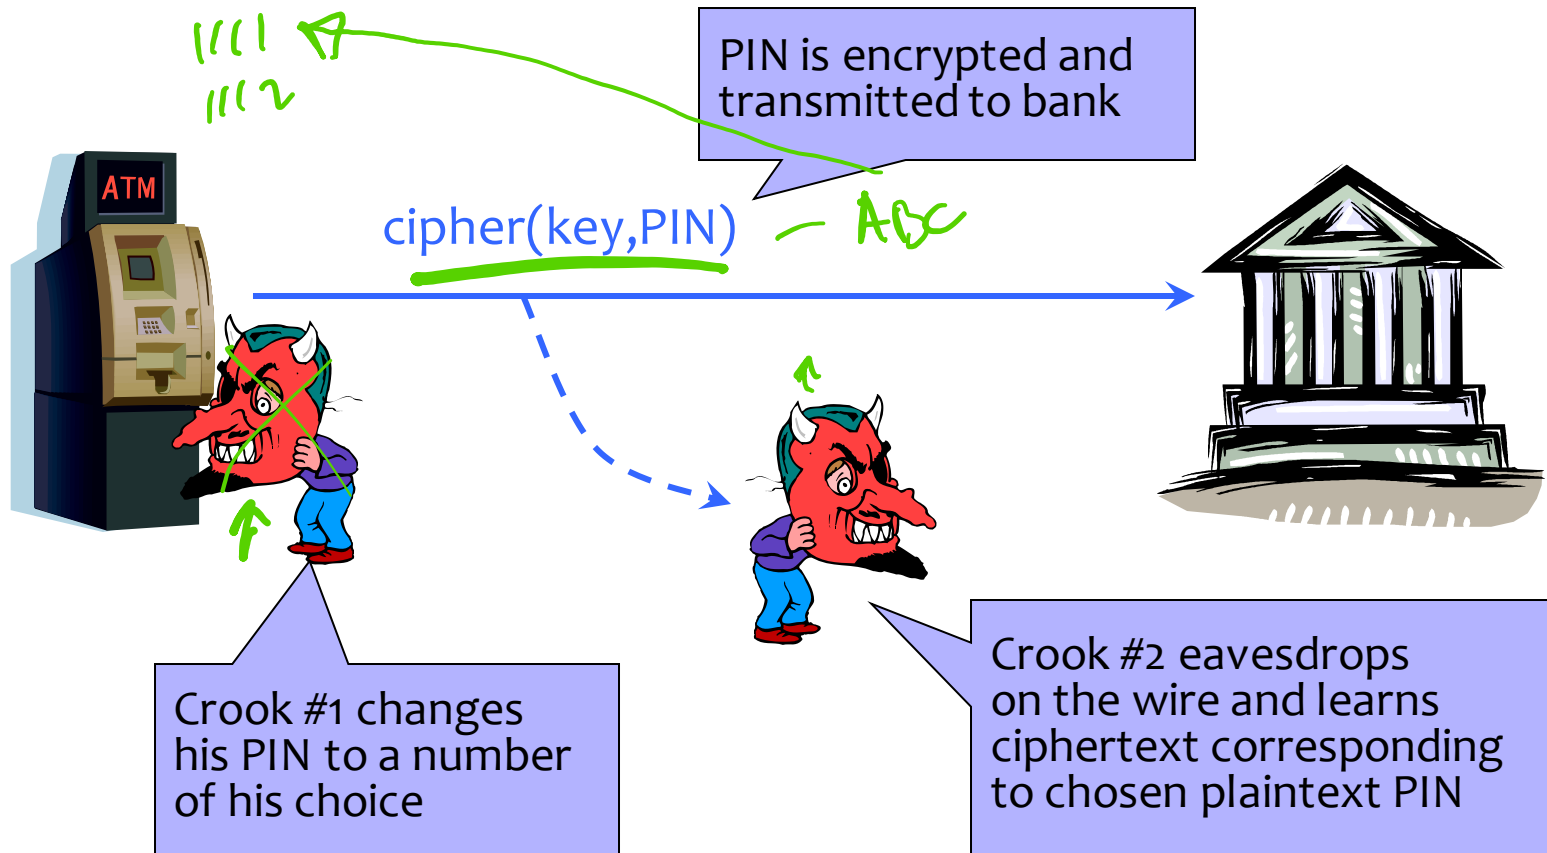 1111
1112
PIN is encrypted and
transmitted to bank
ATM
cipher(key,PIN) – ABC
Crook #1 changes
his PIN to a number
of his choice
Crook #2 eavesdrops
on the wire and learns
ciphertext corresponding
to chosen plaintext PIN